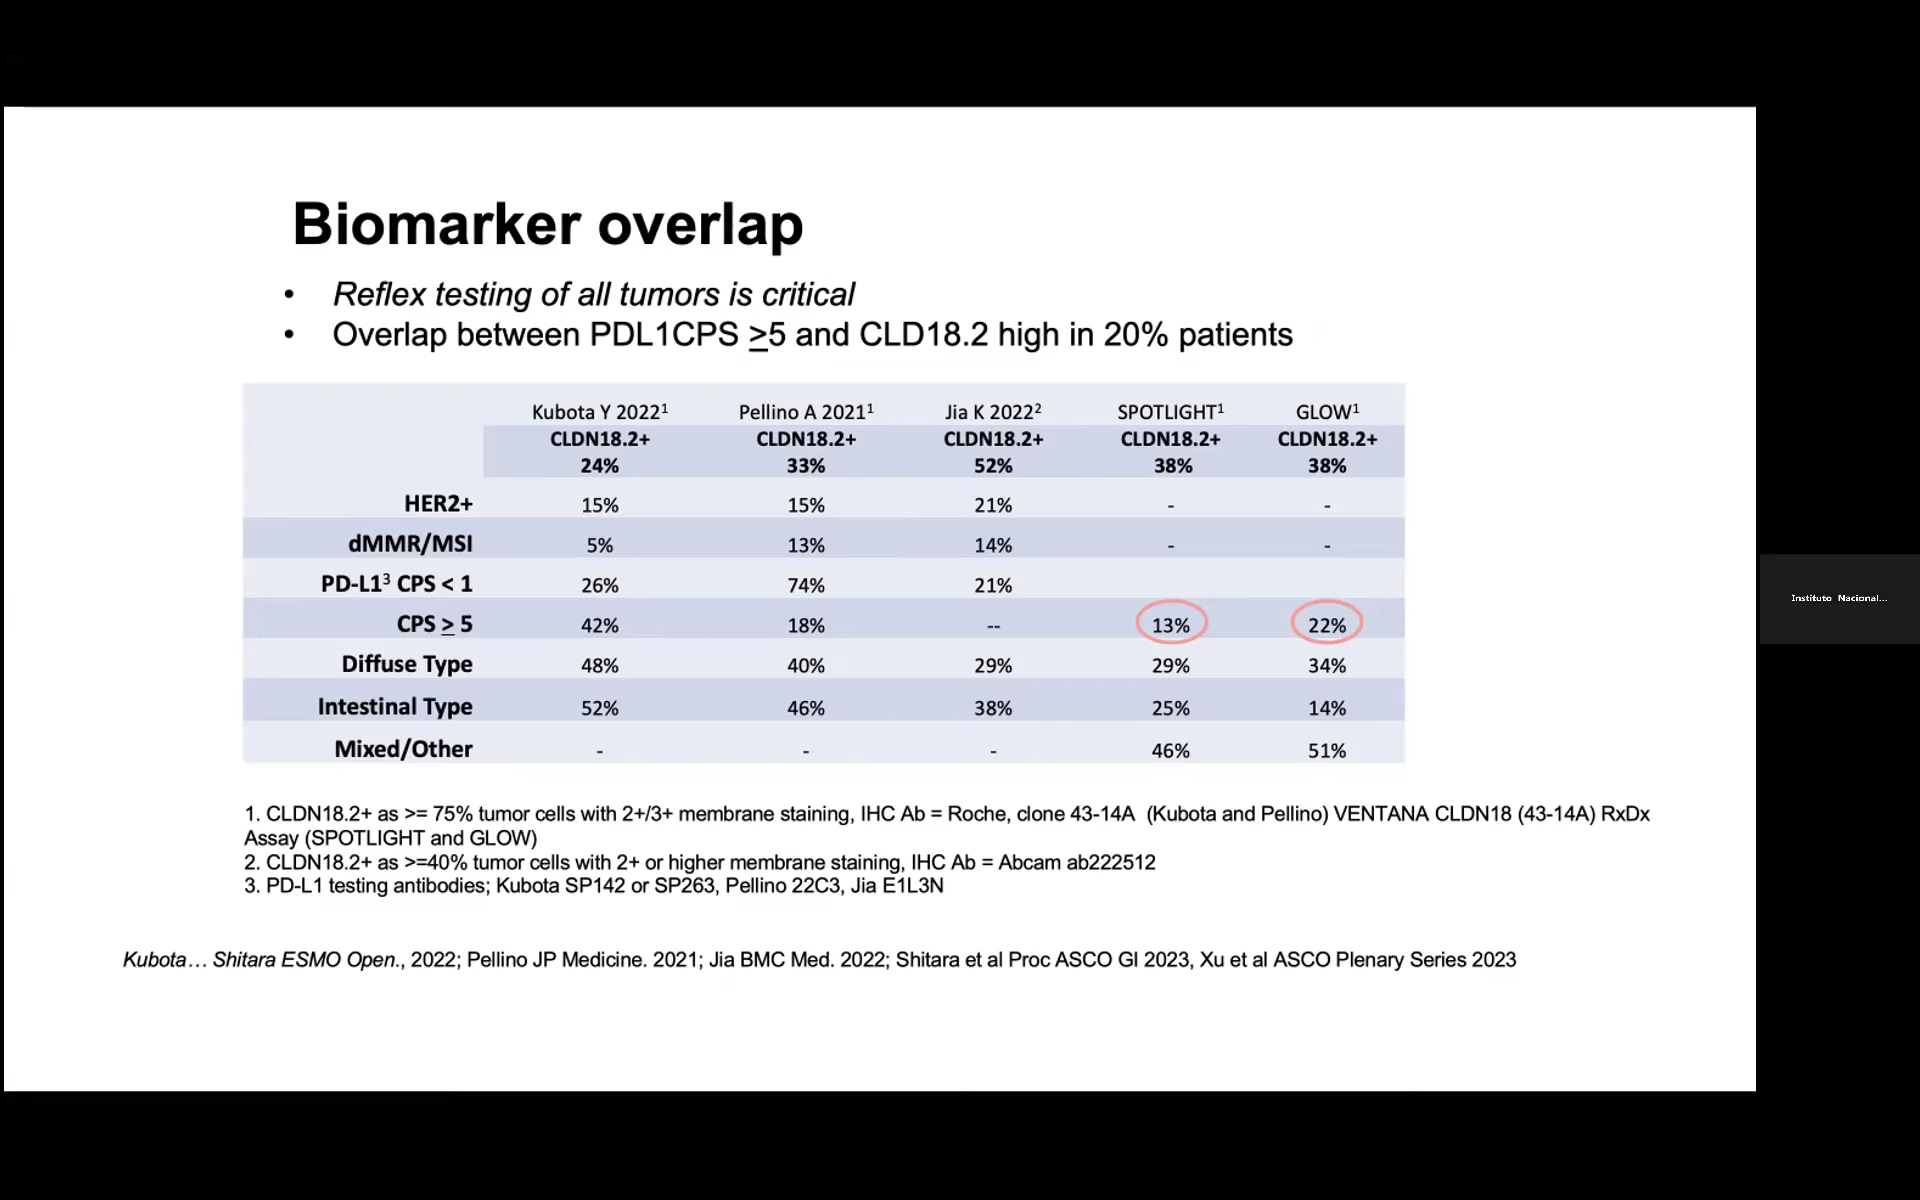 Biomarker overlap
• Reflex testing of all tumors is critical
• Overlap between PDL1CPS ≥5 and CLD18.2 high in 20% patients
Kubota Y 2022¹ Pellino A 2021¹ Jia K 2022² SPOTLIGHT¹ GLOW¹
CLDN18.2+ CLDN18.2+ CLDN18.2+ CLDN18.2+ CLDN18.2+
24% 33% 52% 38% 38%
HER2+ 15% 15% 21% - -
dMMR/MSI 5% 13% 14% - -
PD-L1³ CPS < 1 26% 74% 21%
CPS ≥ 5 42% 18% -- 13% 22%
Diffuse Type 48% 40% 29% 29% 34%
Intestinal Type 52% 46% 38% 25% 14%
Mixed/Other - - - 46% 51%
1. CLDN18.2+ as >= 75% tumor cells with 2+/3+ membrane staining, IHC Ab = Roche, clone 43-14A (Kubota and Pellino) VENTANA CLDN18 (43-14A) RxDx
Assay (SPOTLIGHT and GLOW)
2. CLDN18.2+ as >=40% tumor cells with 2+ or higher membrane staining, IHC Ab = Abcam ab222512
3. PD-L1 testing antibodies; Kubota SP142 or SP263, Pellino 22C3, Jia E1L3N
Kubota… Shitara ESMO Open., 2022; Pellino JP Medicine. 2021; Jia BMC Med. 2022; Shitara et al Proc ASCO GI 2023, Xu et al ASCO Plenary Series 2023
Instituto Nacional...